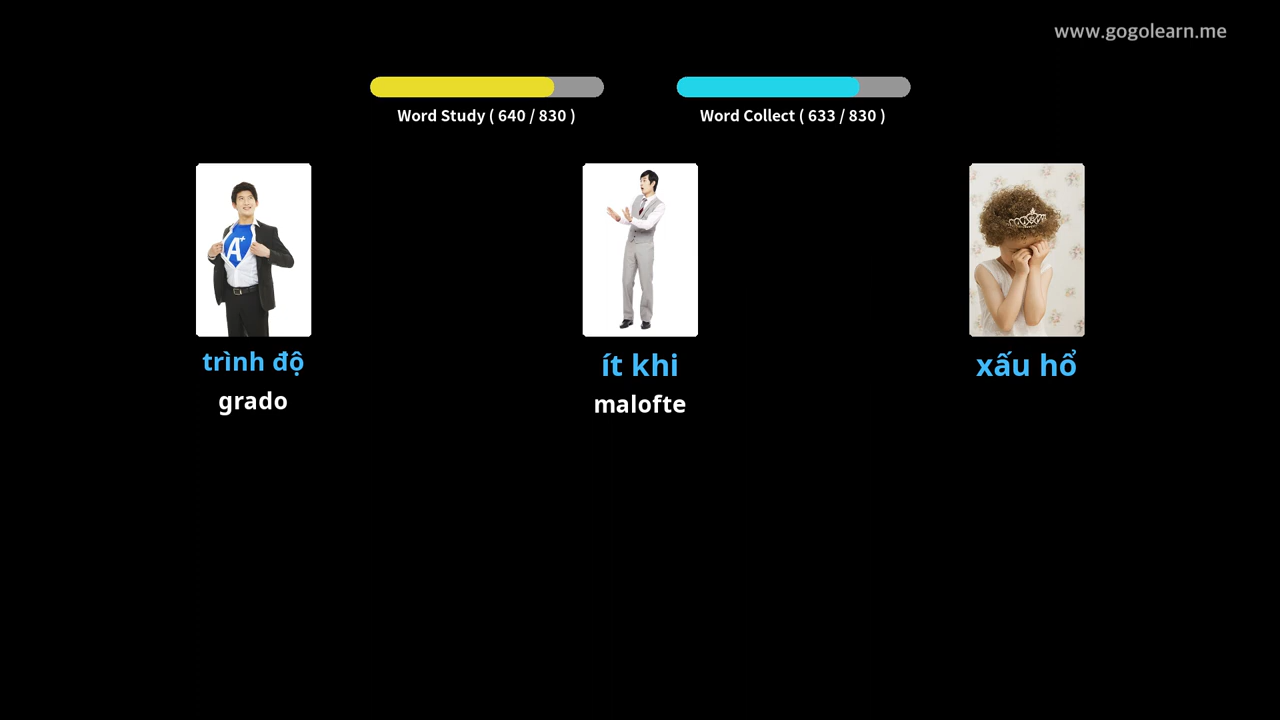 www.gogolearn.me
Word Study ( 640 / 830 )
Word Collect ( 633 / 830 )
A+
trình độ
ít khi
xấu hổ
grado
malofte